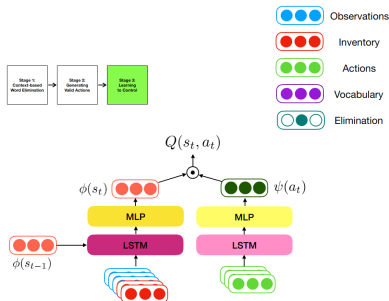 Observations
Inventory
Actions
Vocabulary
Elimination
Stage 1:
Context-based
Word Elimination
Stage 2:
Generating
Valid Actions
Stage 3:
Learning
to Control
Q(s_t, a_t)
ϕ(s_t)
ψ(a_t)
MLP
MLP
ϕ(s_{t−1})
LSTM
LSTM